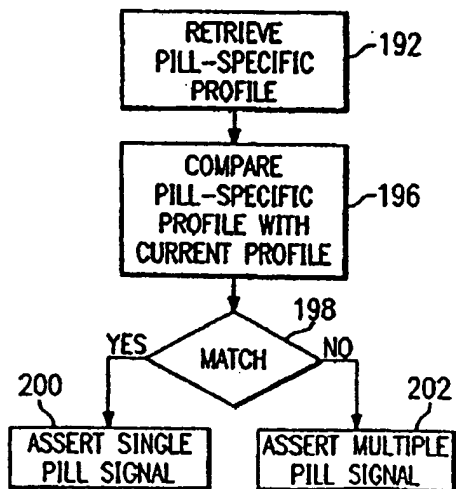 RETRIEVE
PILL-SPECIFIC
PROFILE
192
COMPARE
PILL-SPECIFIC
PROFILE WITH
CURRENT PROFILE
196
198
YES
MATCH
NO
200
202
ASSERT SINGLE
PILL SIGNAL
ASSERT MULTIPLE
PILL SIGNAL